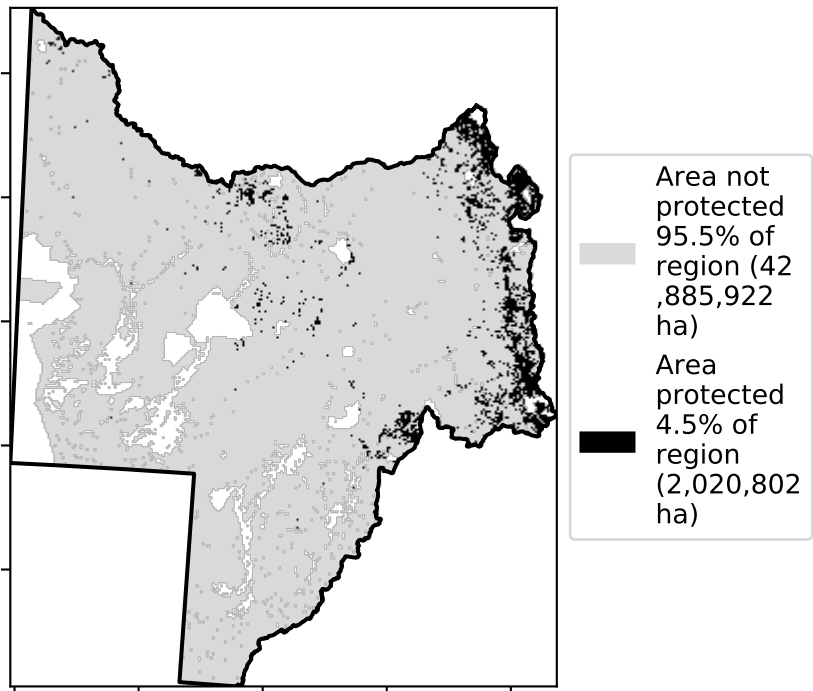 Area not
protected
95.5% of
region (42
,885,922
ha)
Area
protected
4.5% of
region
(2,020,802
ha)